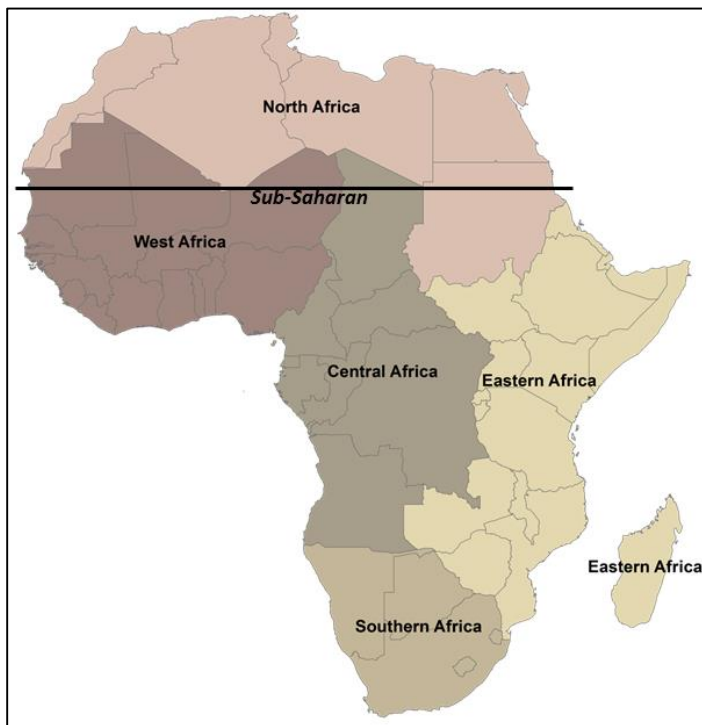 North Africa
Sub-Saharan
West Africa
Central Africa
Eastern Africa
Eastern Africa
Southern Africa